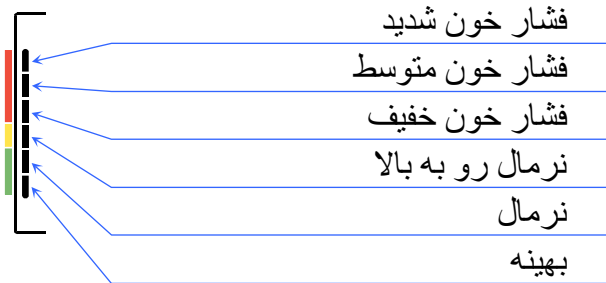 فشار خون شدید
فشار خون متوسط
فشار خون خفیف
نرمال رو به بالا
نرمال
بهینه